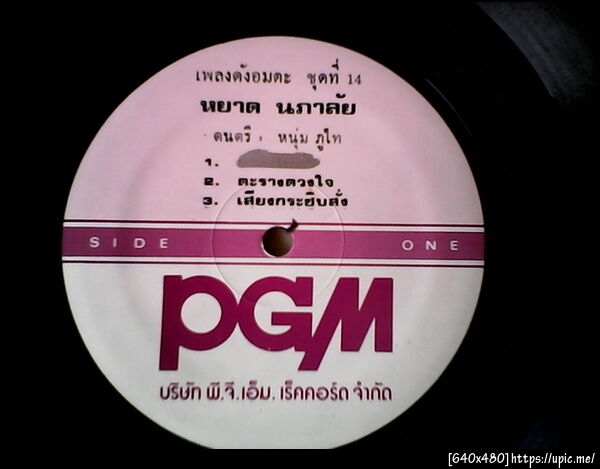 เพลงดังอมตะ ชุดที่ 14
หยาด นภาลัย
ดนตรี : หนุ่ม ภูไท
1.
2. ตะรางดวงใจ
3. เสียงกระซิบสั่ง
SIDE ONE
PGM
บริษัท พี.จี.เอ็ม. เร็คคอร์ด จำกัด
[640x480]https://upic.me/